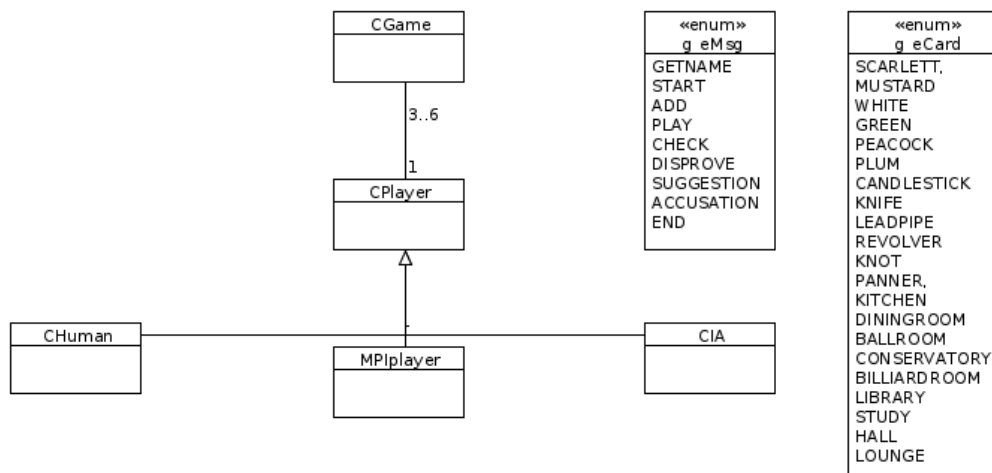 CGame
3..6
1
CPlayer
CHuman
MPIplayer
CIA
«enum»
g_eMsg
GETNAME
START
ADD
PLAY
CHECK
DISPROVE
SUGGESTION
ACCUSATION
END
«enum»
g_eCard
SCARLETT,
MUSTARD
WHITE
GREEN
PEACOCK
PLUM
CANDLESTICK
KNIFE
LEADPIPE
REVOLVER
KNOT
PANNER,
KITCHEN
DININGROOM
BALLROOM
CONSERVATORY
BILLIARDROOM
LIBRARY
STUDY
HALL
LOUNGE